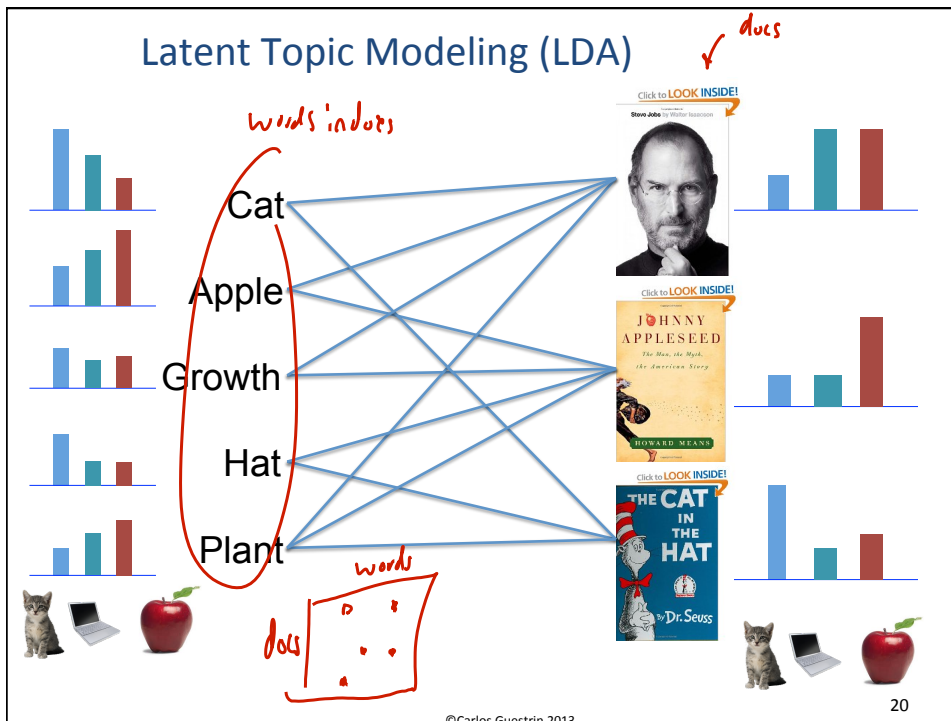 Latent Topic Modeling (LDA)
docs
words in docs
Click to LOOK INSIDE!
Steve Jobs by Walter Isaacson
Cat
Apple
Growth
Hat
Plant
Click to LOOK INSIDE!
JOHNNY
APPLESEED
The Man, the Myth,
the American Story
HOWARD MEANS
Click to LOOK INSIDE!
THE CAT
IN
THE
HAT
By Dr. Seuss
words
docs
20
©Carlos Guestrin 2013